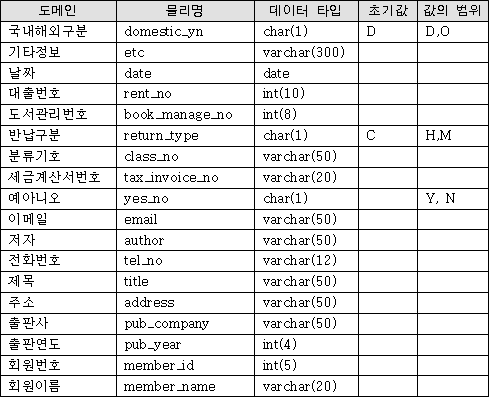 도메인 물리명 데이터 타입 초기값 값의 범위
국내해외구분 domestic_yn char(1) D D,O
기타정보 etc varchar(300)
날짜 date date
대출번호 rent_no int(10)
도서관리번호 book_manage_no int(8)
반납구분 return_type char(1) C H,M
분류기호 class_no varchar(50)
세금계산서번호 tax_invoice_no varchar(20)
예아니오 yes_no char(1) Y, N
이메일 email varchar(50)
저자 author varchar(50)
전화번호 tel_no varchar(12)
제목 title varchar(50)
주소 address varchar(50)
출판사 pub_company varchar(50)
출판연도 pub_year int(4)
회원번호 member_id int(5)
회원이름 member_name varchar(20)